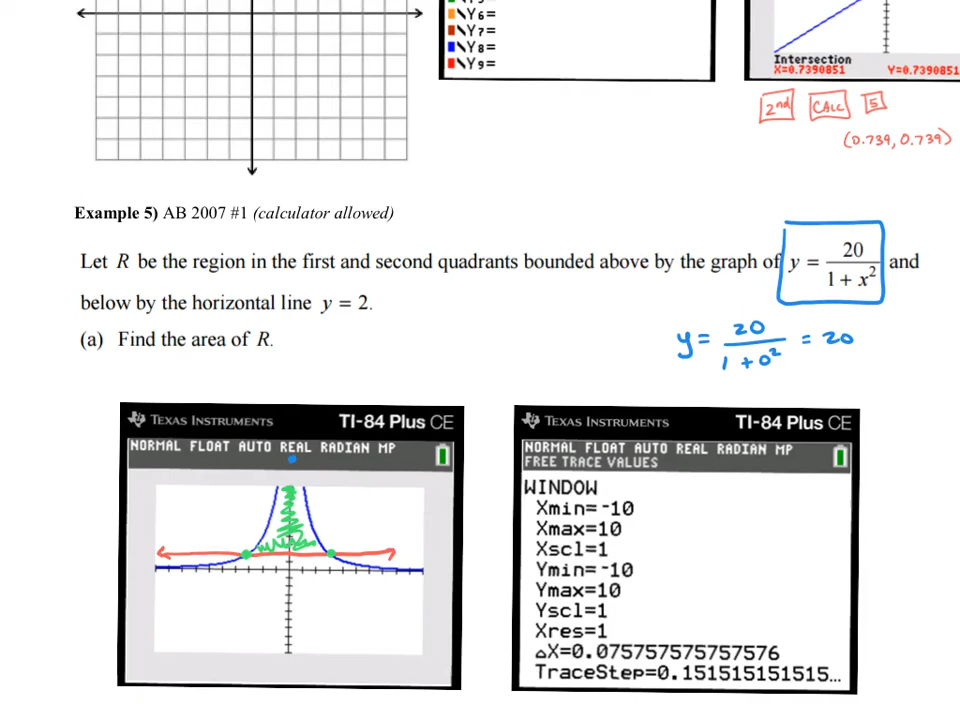 \Y6=
\Y7=
\Y8=
\Y9=
Intersection
X=0.7390851 Y=0.7390851
2nd CALC 5
(0.739, 0.739)
Example 5) AB 2007 #1 (calculator allowed)
Let R be the region in the first and second quadrants bounded above by the graph of y = 20/(1 + x²) and
below by the horizontal line y = 2.
(a) Find the area of R.
y = 20/(1 + 0²) = 20
TEXAS INSTRUMENTS TI-84 Plus CE
NORMAL FLOAT AUTO REAL RADIAN MP
TEXAS INSTRUMENTS TI-84 Plus CE
NORMAL FLOAT AUTO REAL RADIAN MP
FREE TRACE VALUES
WINDOW
Xmin=-10
Xmax=10
Xscl=1
Ymin=-10
Ymax=10
Yscl=1
Xres=1
△X=0.075757575757576
TraceStep=0.151515151515...